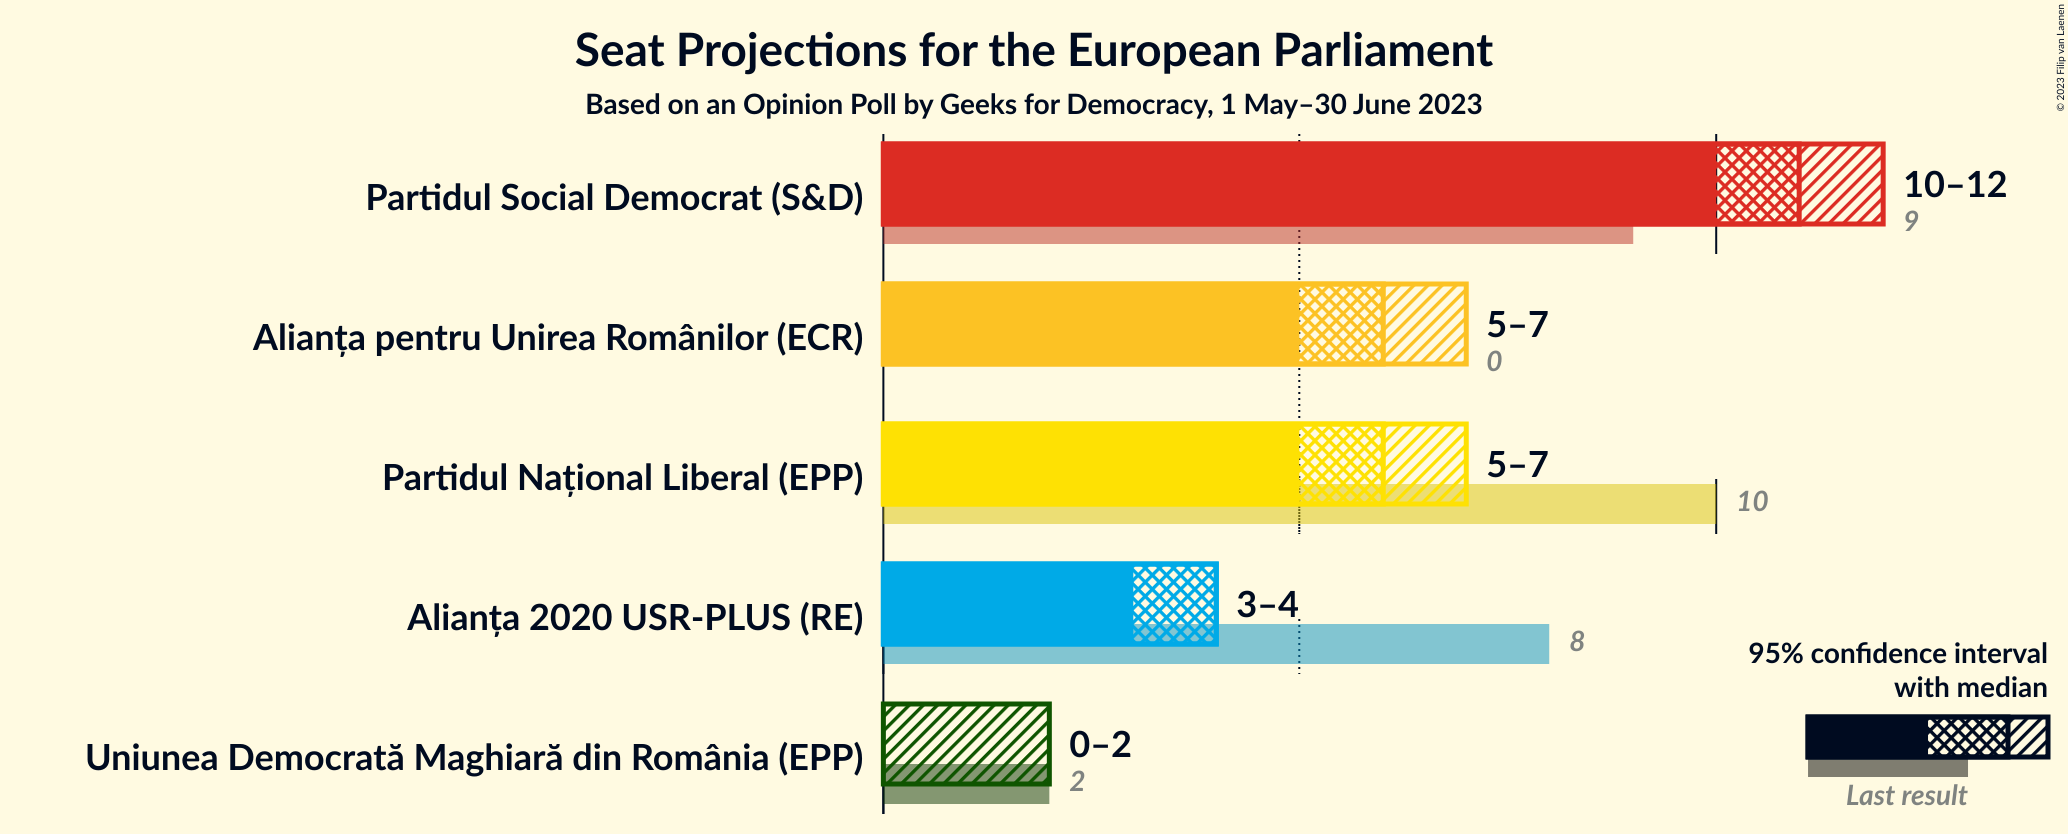 Seat Projections for the European Parliament
Based on an Opinion Poll by Geeks for Democracy, 1 May–30 June 2023
© 2023 Filip van Laenen
Partidul Social Democrat (S&D)
10–12
9
Alianța pentru Unirea Românilor (ECR)
5–7
0
Partidul Național Liberal (EPP)
5–7
10
Alianța 2020 USR-PLUS (RE)
3–4
8
Uniunea Democrată Maghiară din România (EPP)
0–2
2
95% confidence interval
with median
Last result